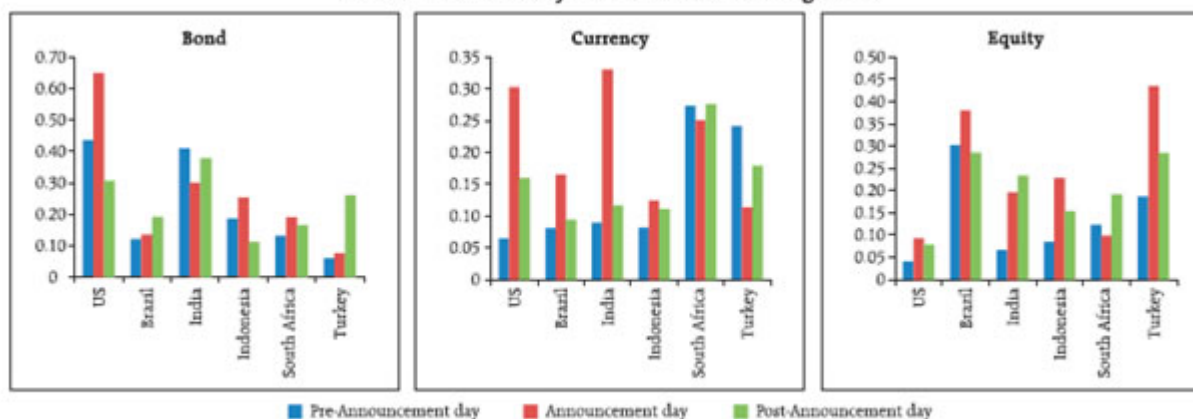 Bond
0.70
0.60
0.50
0.40
0.30
0.20
0.10
0
US
Brazil
India
Indonesia
South Africa
Turkey
Currency
0.35
0.30
0.25
0.20
0.15
0.10
0.05
0
US
Brazil
India
Indonesia
South Africa
Turkey
Equity
0.50
0.45
0.40
0.35
0.30
0.25
0.20
0.15
0.10
0.05
0
US
Brazil
India
Indonesia
South Africa
Turkey
Pre-Announcement day
Announcement day
Post-Announcement day